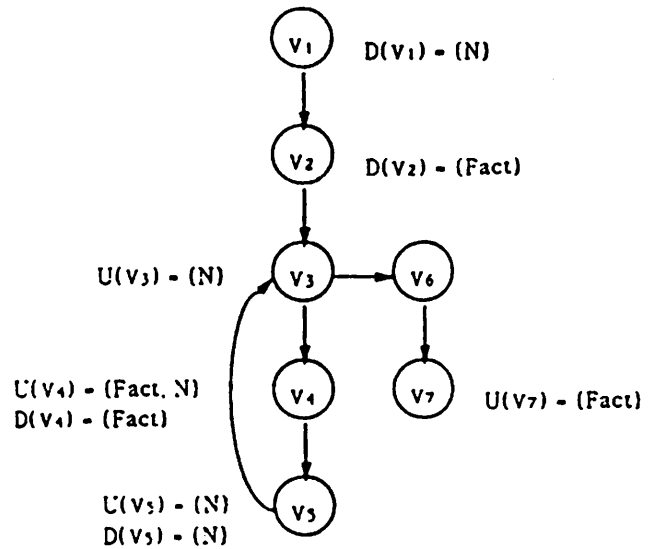 V1 D(V1) = {N}
V2 D(V2) = {Fact}
U(V3) = {N} V3 V6
U(V4) = {Fact, N}
D(V4) = {Fact}
V4 V7 U(V7) = {Fact}
U(V5) = {N}
D(V5) = {N}
V5